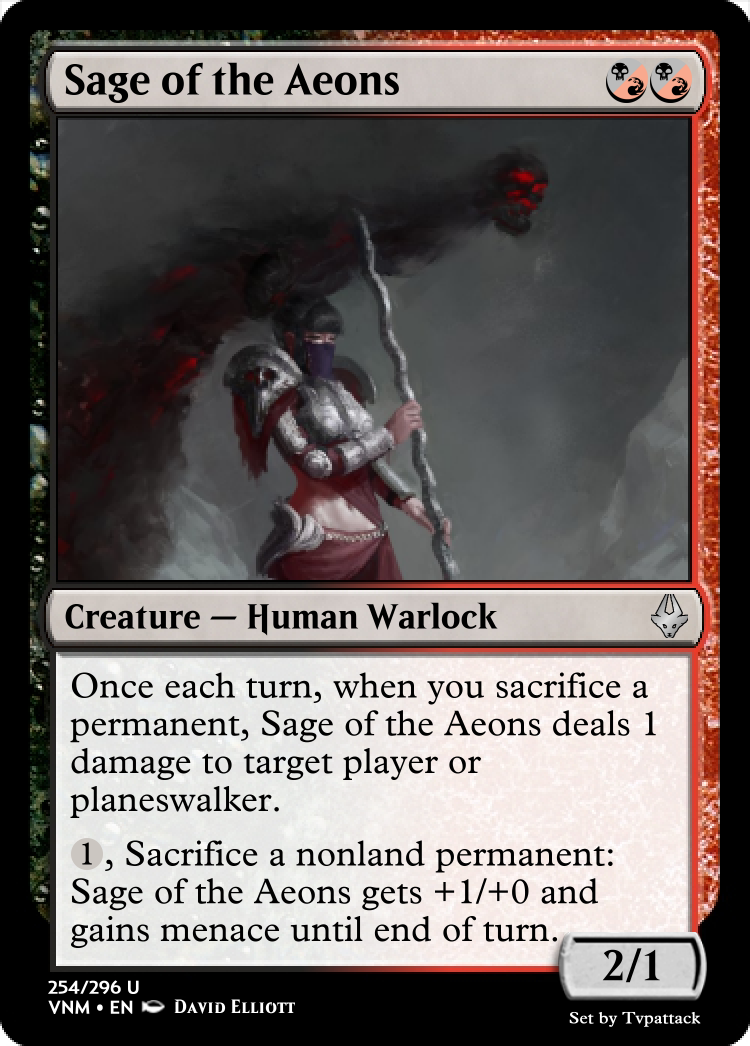 Sage of the Aeons
Creature — Human Warlock
Once each turn, when you sacrifice a
permanent, Sage of the Aeons deals 1
damage to target player or
planeswalker.
1, Sacrifice a nonland permanent:
Sage of the Aeons gets +1/+0 and
gains menace until end of turn.
2/1
254/296 U
VNM • EN David Elliott
Set by Tvpattack